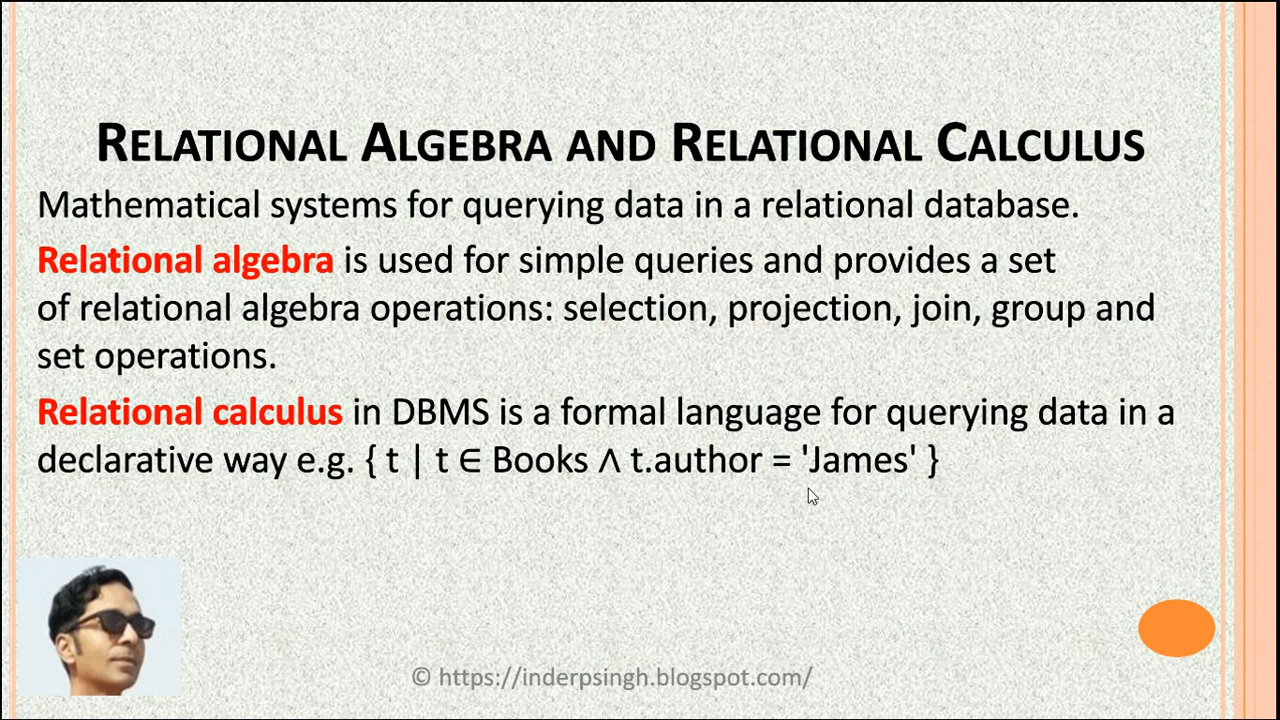 RELATIONAL ALGEBRA AND RELATIONAL CALCULUS
Mathematical systems for querying data in a relational database.
Relational algebra is used for simple queries and provides a set
of relational algebra operations: selection, projection, join, group and
set operations.
Relational calculus in DBMS is a formal language for querying data in a
declarative way e.g. { t | t ∈ Books ∧ t.author = 'James' }
© https://inderpsingh.blogspot.com/